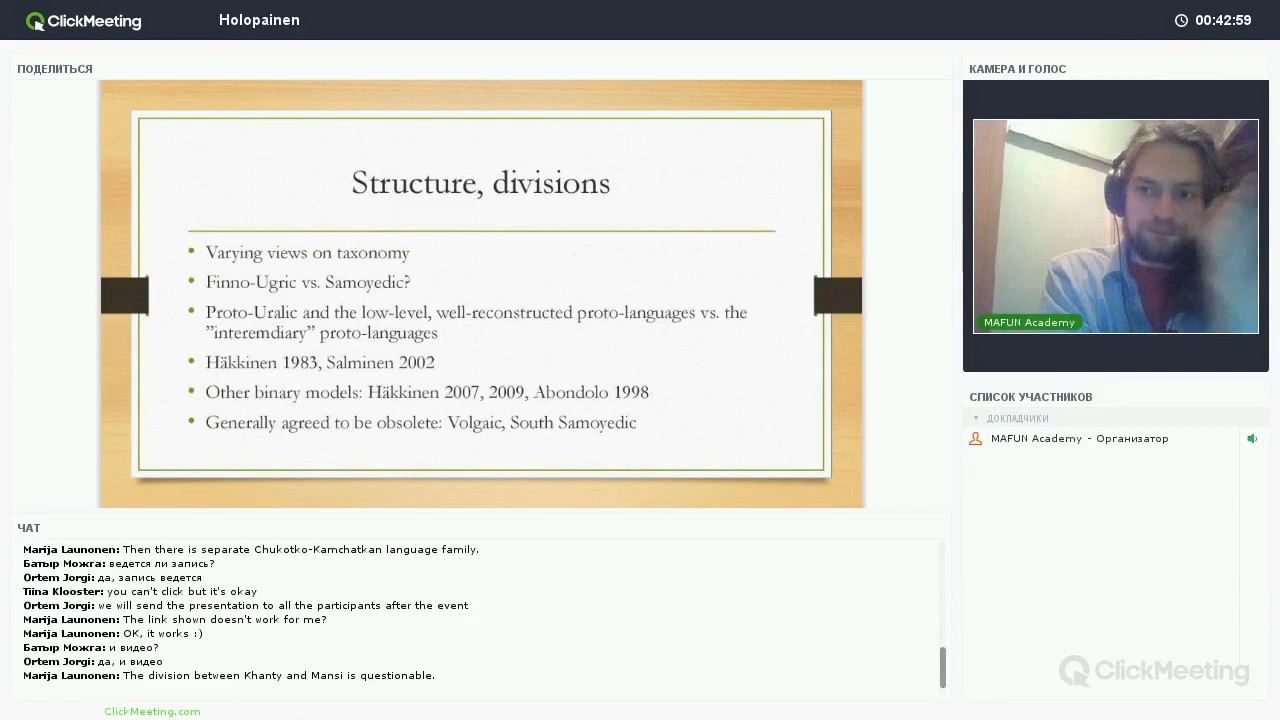 ClickMeeting
Holopainen
00:42:59
ПОДЕЛИТЬСЯ
Structure, divisions
• Varying views on taxonomy
• Finno-Ugric vs. Samoyedic?
• Proto-Uralic and the low-level, well-reconstructed proto-languages vs. the
”interemdiary” proto-languages
• Häkkinen 1983, Salminen 2002
• Other binary models: Häkkinen 2007, 2009, Abondolo 1998
• Generally agreed to be obsolete: Volgaic, South Samoyedic
КАМЕРА И ГОЛОС
MAFUN Academy
СПИСОК УЧАСТНИКОВ
ДОКЛАДЧИКИ
MAFUN Academy - Организатор
ЧАТ
Marija Launonen: Then there is separate Chukotko-Kamchatkan language family.
Батыр Можга: ведется ли запись?
Ortem Jorgi: да, запись ведется
Tiina Klooster: you can't click but it's okay
Ortem Jorgi: we will send the presentation to all the participants after the event
Marija Launonen: The link shown doesn't work for me?
Marija Launonen: OK, it works :)
Батыр Можга: и видео?
Ortem Jorgi: да, и видео
Marija Launonen: The division between Khanty and Mansi is questionable.
ClickMeeting
ClickMeeting.com